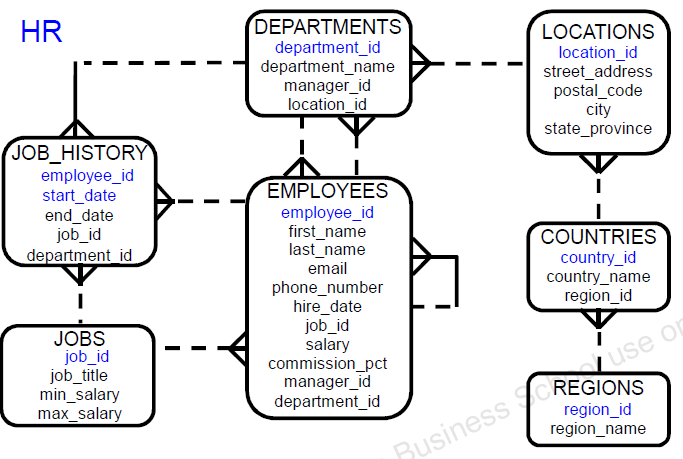 HR
DEPARTMENTS
department_id
department_name
manager_id
location_id
LOCATIONS
location_id
street_address
postal_code
city
state_province
JOB_HISTORY
employee_id
start_date
end_date
job_id
department_id
EMPLOYEES
employee_id
first_name
last_name
email
phone_number
hire_date
job_id
salary
commission_pct
manager_id
department_id
COUNTRIES
country_id
country_name
region_id
JOBS
job_id
job_title
min_salary
max_salary
REGIONS
region_id
region_name
Business School use